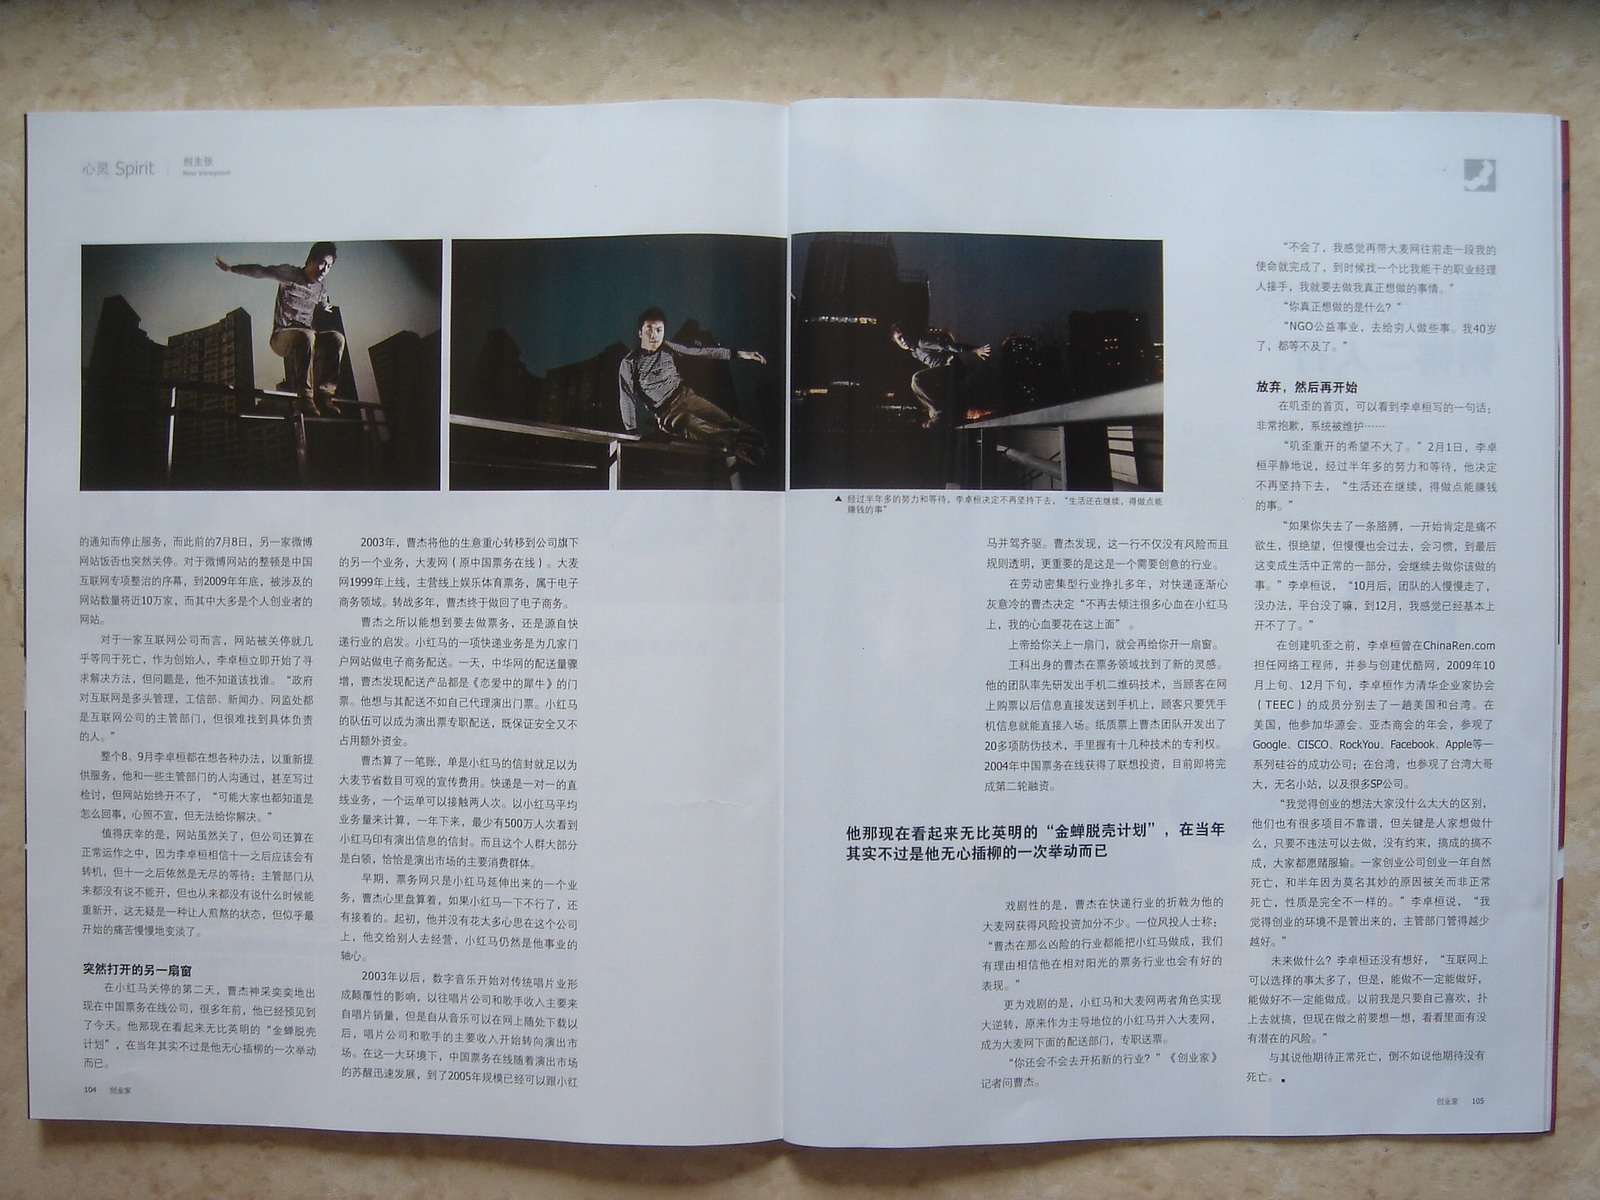 心灵 Spirit
创主张
New Viewpoint
▲ 经过半年多的努力和等待，李卓桓决定不再坚持下去，“生活还在继续，得做点能
赚钱的事”
的通知而停止服务，而此前的7月8日，另一家微博
网站饭否也突然关停。对于微博网站的整顿是中国
互联网专项整治的序幕，到2009年年底，被涉及的
网站数量将近10万家，而其中大多是个人创业者的
网站。
对于一家互联网公司而言，网站被关停就几
乎等同于死亡，作为创始人，李卓桓立即开始了寻
求解决方法，但问题是，他不知道该找谁。“政府
对互联网是多头管理，工信部、新闻办、网监处都
是互联网公司的主管部门，但很难找到具体负责
的人。”
整个8、9月李卓桓都在想各种办法，以重新提
供服务，他和一些主管部门的人沟通过，甚至写过
检讨，但网站始终开不了，“可能大家也都知道是
怎么回事，心照不宣，但无法给你解决。”
值得庆幸的是，网站虽然关了，但公司还算在
正常运作之中，因为李卓桓相信十一之后应该会有
转机，但十一之后依然是无尽的等待；主管部门从
来都没有说不能开，但也从来都没有说什么时候能
重新开，这无疑是一种让人煎熬的状态，但似乎最
开始的痛苦慢慢地变淡了。
突然打开的另一扇窗
在小红马关停的第二天，曹杰神采奕奕地出
现在中国票务在线公司，很多年前，他已经预见到
了今天。他那现在看起来无比英明的“金蝉脱壳
计划”，在当年其实不过是他无心插柳的一次举动
而已。
2003年，曹杰将他的生意重心转移到公司旗下
的另一个业务，大麦网（原中国票务在线）。大麦
网1999年上线，主营线上娱乐体育票务，属于电子
商务领域。转战多年，曹杰终于做回了电子商务。
曹杰之所以能想到要去做票务，还是源自快
递行业的启发。小红马的一项快递业务是为几家门
户网站做电子商务配送。一天，中华网的配送量骤
增，曹杰发现配送产品都是《恋爱中的犀牛》的门
票。他想与其配送不如自己代理演出门票。小红马
的队伍可以成为演出票专职配送，既保证安全又不
占用额外资金。
曹杰算了一笔账，单是小红马的信封就足以为
大麦节省数目可观的宣传费用。快递是一对一的直
线业务，一个运单可以接触两人次。以小红马平均
业务量来计算，一年下来，最少有500万人次看到
小红马印有演出信息的信封。而且这个人群大部分
是白领，恰恰是演出市场的主要消费群体。
早期，票务网只是小红马延伸出来的一个业
务，曹杰心里盘算着，如果小红马一下不行了，还
有接着的。起初，他并没有花太多心思在这个公司
上，他交给别人去经营，小红马仍然是他事业的
轴心。
2003年以后，数字音乐开始对传统唱片业形
成颠覆性的影响，以往唱片公司和歌手收入主要来
自唱片销量，但是自从音乐可以在网上随处下载以
后，唱片公司和歌手的主要收入开始转向演出市
场。在这一大环境下，中国票务在线随着演出市场
的苏醒迅速发展，到了2005年规模已经可以跟小红
104 创业家
马并驾齐驱。曹杰发现，这一行不仅没有风险而且
规则透明，更重要的是这是一个需要创意的行业。
在劳动密集型行业挣扎多年，对快递逐渐心
灰意冷的曹杰决定“不再去倾注很多心血在小红马
上，我的心血要花在这上面”。
上帝给你关上一扇门，就会再给你开一扇窗。
工科出身的曹杰在票务领域找到了新的灵感。
他的团队率先研发出手机二维码技术，当顾客在网
上购票以后信息直接发送到手机上，顾客只要凭手
机信息就能直接入场。纸质票上曹杰团队开发出了
20多项防伪技术，手里握有十几种技术的专利权。
2004年中国票务在线获得了联想投资，目前即将完
成第二轮融资。
他那现在看起来无比英明的“金蝉脱壳计划”，在当年
其实不过是他无心插柳的一次举动而已
戏剧性的是，曹杰在快递行业的折戟为他的
大麦网获得风险投资加分不少。一位风投人士称：
“曹杰在那么凶险的行业都能把小红马做成，我们
有理由相信他在相对阳光的票务行业也会有好的
表现。”
更为戏剧的是，小红马和大麦网两者角色实现
大逆转，原来作为主导地位的小红马并入大麦网，
成为大麦网下面的配送部门，专职送票。
“你还会不会去开拓新的行业？”《创业家》
记者问曹杰。
“不会了，我感觉再带大麦网往前走一段我的
使命就完成了，到时候找一个比我能干的职业经理
人接手，我就要去做我真正想做的事情。”
“你真正想做的是什么？”
“NGO公益事业，去给穷人做些事。我40岁
了，都等不及了。”
放弃，然后再开始
在叽歪的首页，可以看到李卓桓写的一句话：
非常抱歉，系统被维护……
“叽歪重开的希望不大了。”2月1日，李卓
桓平静地说，经过半年多的努力和等待，他决定
不再坚持下去，“生活还在继续，得做点能赚钱
的事。”
“如果你失去了一条胳膊，一开始肯定是痛不
欲生，很绝望，但慢慢也会过去，会习惯，到最后
这变成生活中正常的一部分，会继续去做你该做的
事。”李卓桓说，“10月后，团队的人慢慢走了，
没办法，平台没了嘛，到12月，我感觉已经基本上
开不了了。”
在创建叽歪之前，李卓桓曾在ChinaRen.com
担任网络工程师，并参与创建优酷网，2009年10
月上旬、12月下旬，李卓桓作为清华企业家协会
（TEEC）的成员分别去了一趟美国和台湾。在
美国，他参加华源会、亚杰商会的年会，参观了
Google、CISCO、RockYou、Facebook、Apple等一
系列硅谷的成功公司；在台湾，也参观了台湾大哥
大，无名小站，以及很多SP公司。
“我觉得创业的想法大家没什么太大的区别，
他们也有很多项目不靠谱，但关键是人家想做什
么，只要不违法可以去做，没有约束，搞成的搞不
成，大家都愿赌服输。一家创业公司创业一年自然
死亡，和半年因为莫名其妙的原因被关而非正常
死亡，性质是完全不一样的。”李卓桓说，“我
觉得创业的环境不是管出来的，主管部门管得越少
越好。”
未来做什么？李卓桓还没有想好，“互联网上
可以选择的事太多了，但是，能做不一定能做好，
能做好不一定能做成。以前我是只要自己喜欢，扑
上去就搞，但现在做之前要想一想，看看里面有没
有潜在的风险。”
与其说他期待正常死亡，倒不如说他期待没有
死亡。
创业家 105